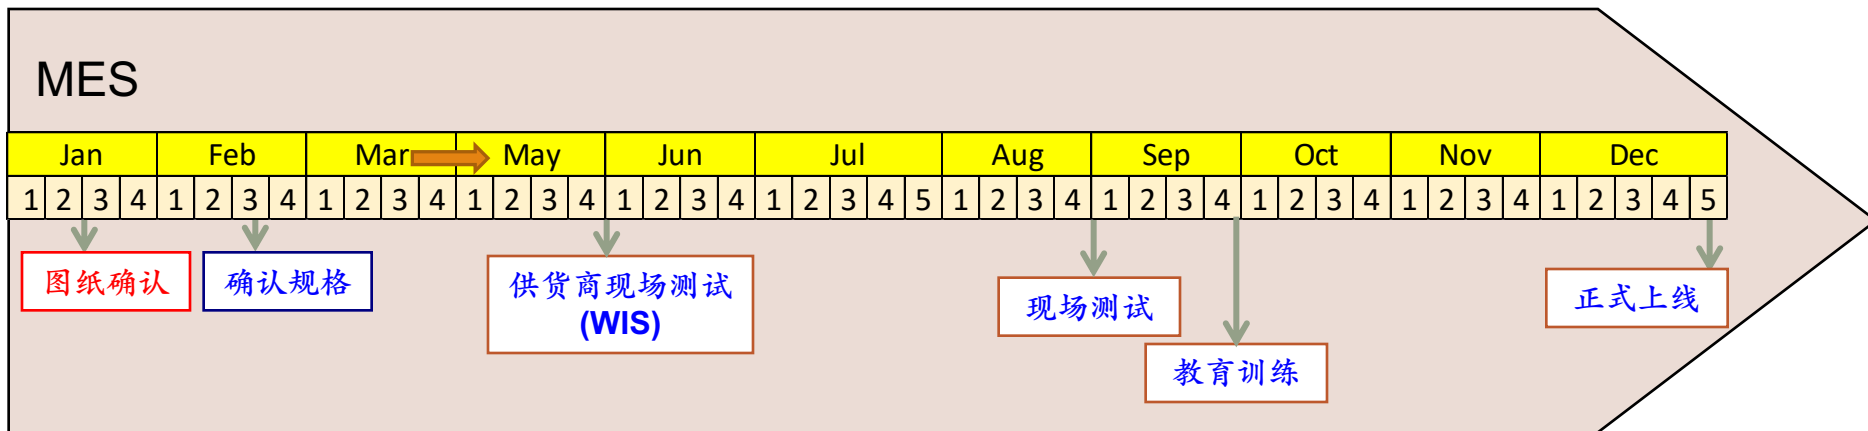 MES
Jan Feb Mar May Jun Jul Aug Sep Oct Nov Dec
1 2 3 4 1 2 3 4 1 2 3 4 1 2 3 4 1 2 3 4 1 2 3 4 5 1 2 3 4 1 2 3 4 1 2 3 4 1 2 3 4 1 2 3 4 5
图纸确认
确认规格
供货商现场测试
(WIS)
现场测试
教育训练
正式上线